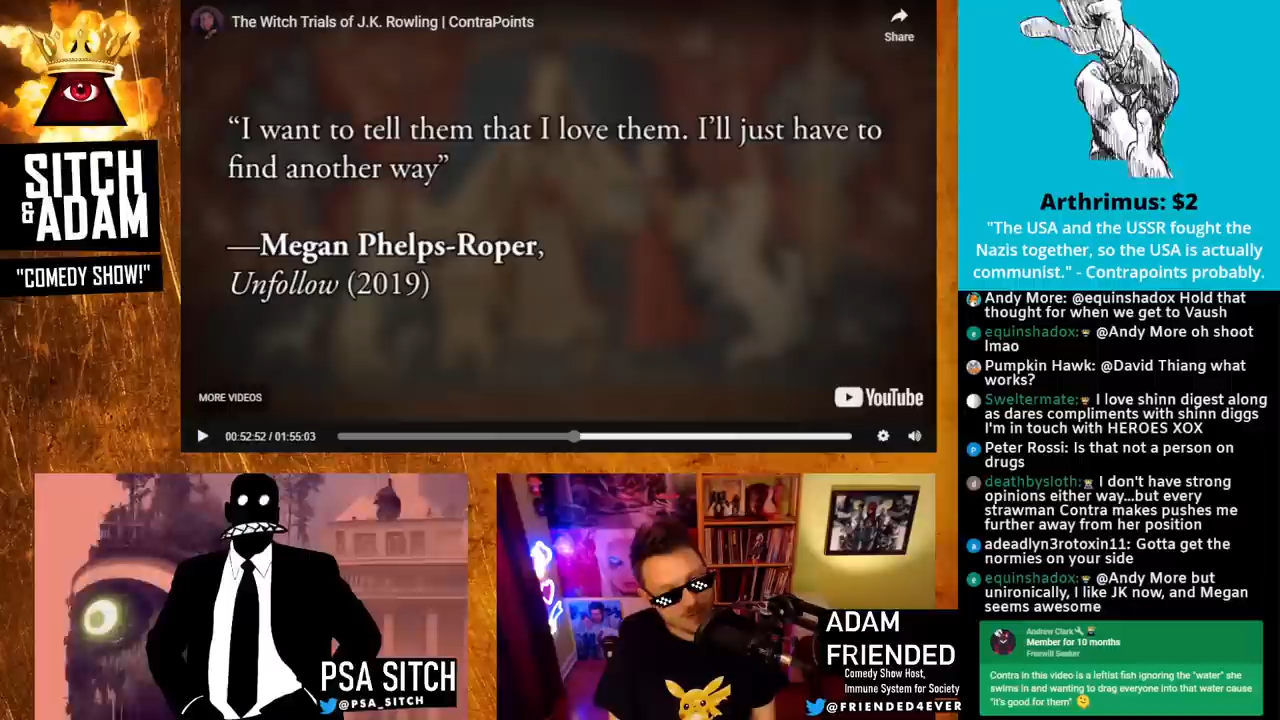 The Witch Trials of J.K. Rowling | ContraPoints
Share
“I want to tell them that I love them. I’ll just have to
find another way”
—Megan Phelps-Roper,
Unfollow (2019)
MORE VIDEOS
YouTube
00:52:52 / 01:55:03
SITCH
& ADAM
"COMEDY SHOW!"
PSA SITCH
@PSA_SITCH
ADAM
FRIENDED
Comedy Show Host,
Immune System for Society
@FRIENDED4EVER
Arthrimus: $2
"The USA and the USSR fought the
Nazis together, so the USA is actually
communist." - Contrapoints probably.
Andy More: @equinshadox Hold that
thought for when we get to Vaush
equinshadox: @Andy More oh shoot
lmao
Pumpkin Hawk: @David Thiang what
works?
Sweltermate: I love shinn digest along
as dares compliments with shinn diggs
I'm in touch with HEROES XOX
Peter Rossi: Is that not a person on
drugs
deathbysloth: I don't have strong
opinions either way...but every
strawman Contra makes pushes me
further away from her position
adeadlyn3rotoxin11: Gotta get the
normies on your side
equinshadox: @Andy More but
unironically, I like JK now, and Megan
seems awesome
Andrew Clark
Member for 10 months
Freewill Seeker
Contra in this video is a leftist fish ignoring the "water" she
swims in and wanting to drag everyone into that water cause
"it's good for them"